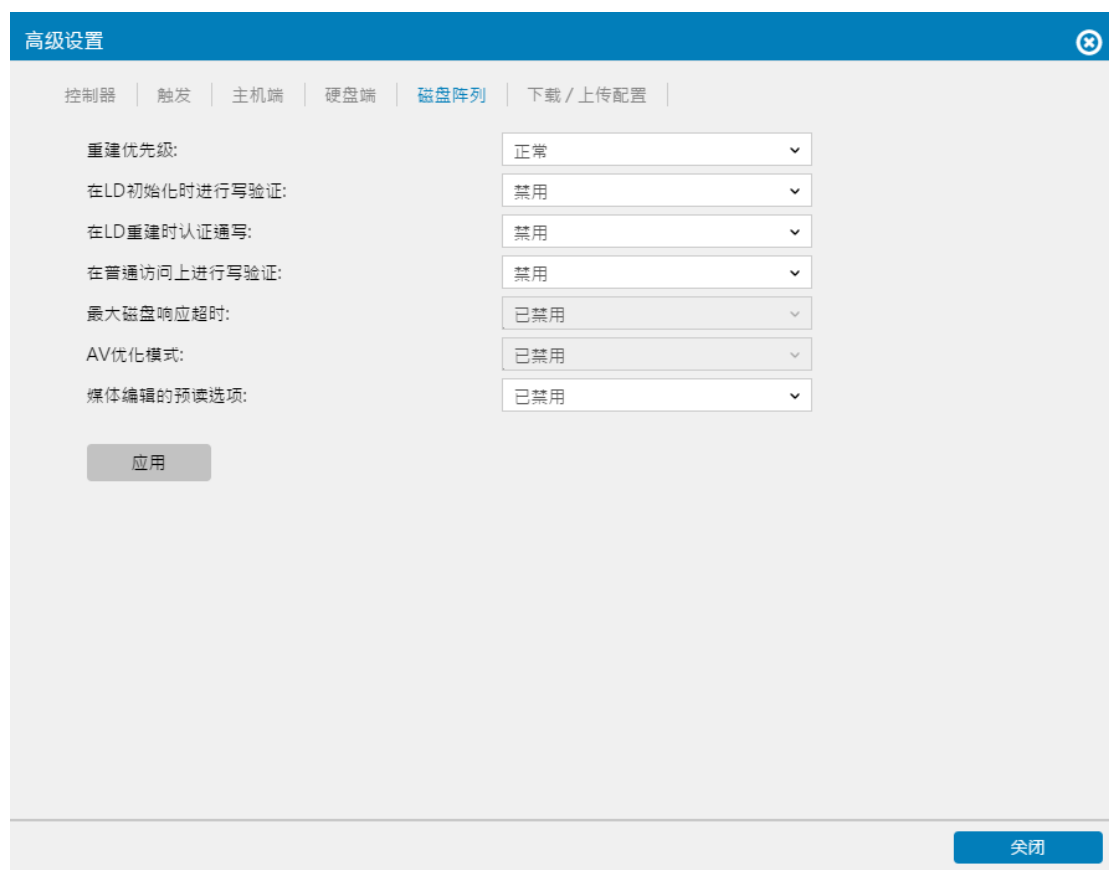 高级设置
控制器 触发 主机端 硬盘端 磁盘阵列 下载 / 上传配置
重建优先级: 正常
在LD初始化时进行写验证: 禁用
在LD重建时认证通写: 禁用
在普通访问上进行写验证: 禁用
最大磁盘响应超时: 已禁用
AV优化模式: 已禁用
媒体编辑的预读选项: 已禁用
应用
关闭